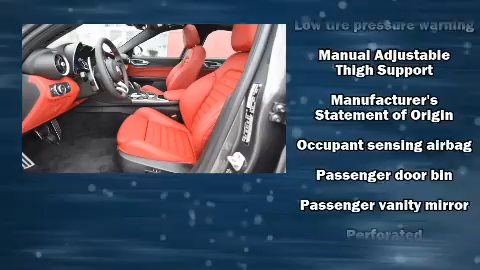 Low tire pressure warning
Manual Adjustable
Thigh Support
Manufacturer's
Statement of Origin
Occupant sensing airbag
Passenger door bin
Passenger vanity mirror
Perforated